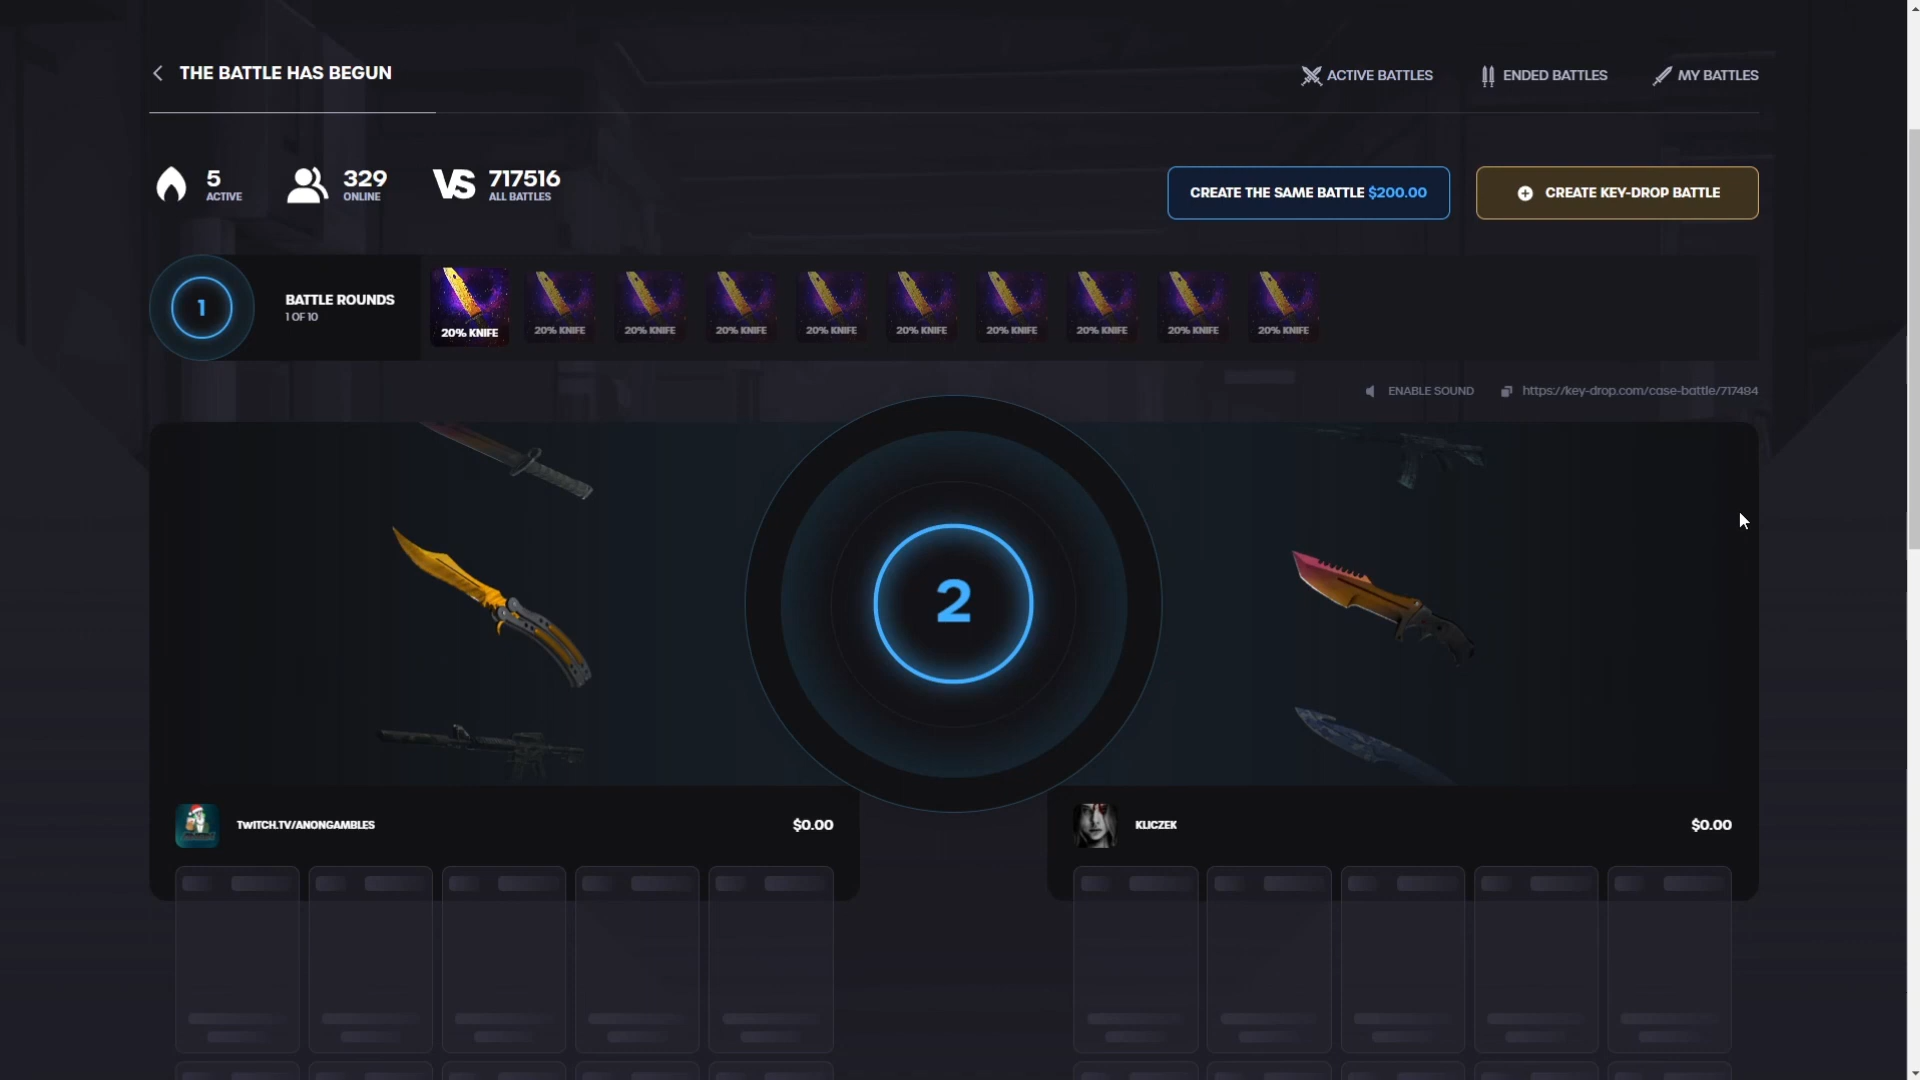 THE BATTLE HAS BEGUN
ACTIVE BATTLES
ENDED BATTLES
MY BATTLES
5
ACTIVE
329
ONLINE
VS
717516
ALL BATTLES
CREATE THE SAME BATTLE $200.00
CREATE KEY-DROP BATTLE
1
BATTLE ROUNDS
1 OF 10
20% KNIFE
20% KNIFE
20% KNIFE
20% KNIFE
20% KNIFE
20% KNIFE
20% KNIFE
20% KNIFE
20% KNIFE
20% KNIFE
ENABLE SOUND
https://key-drop.com/case-battle/717484
2
TWITCH.TV/ANONGAMBLES
$0.00
KLICZEK
$0.00